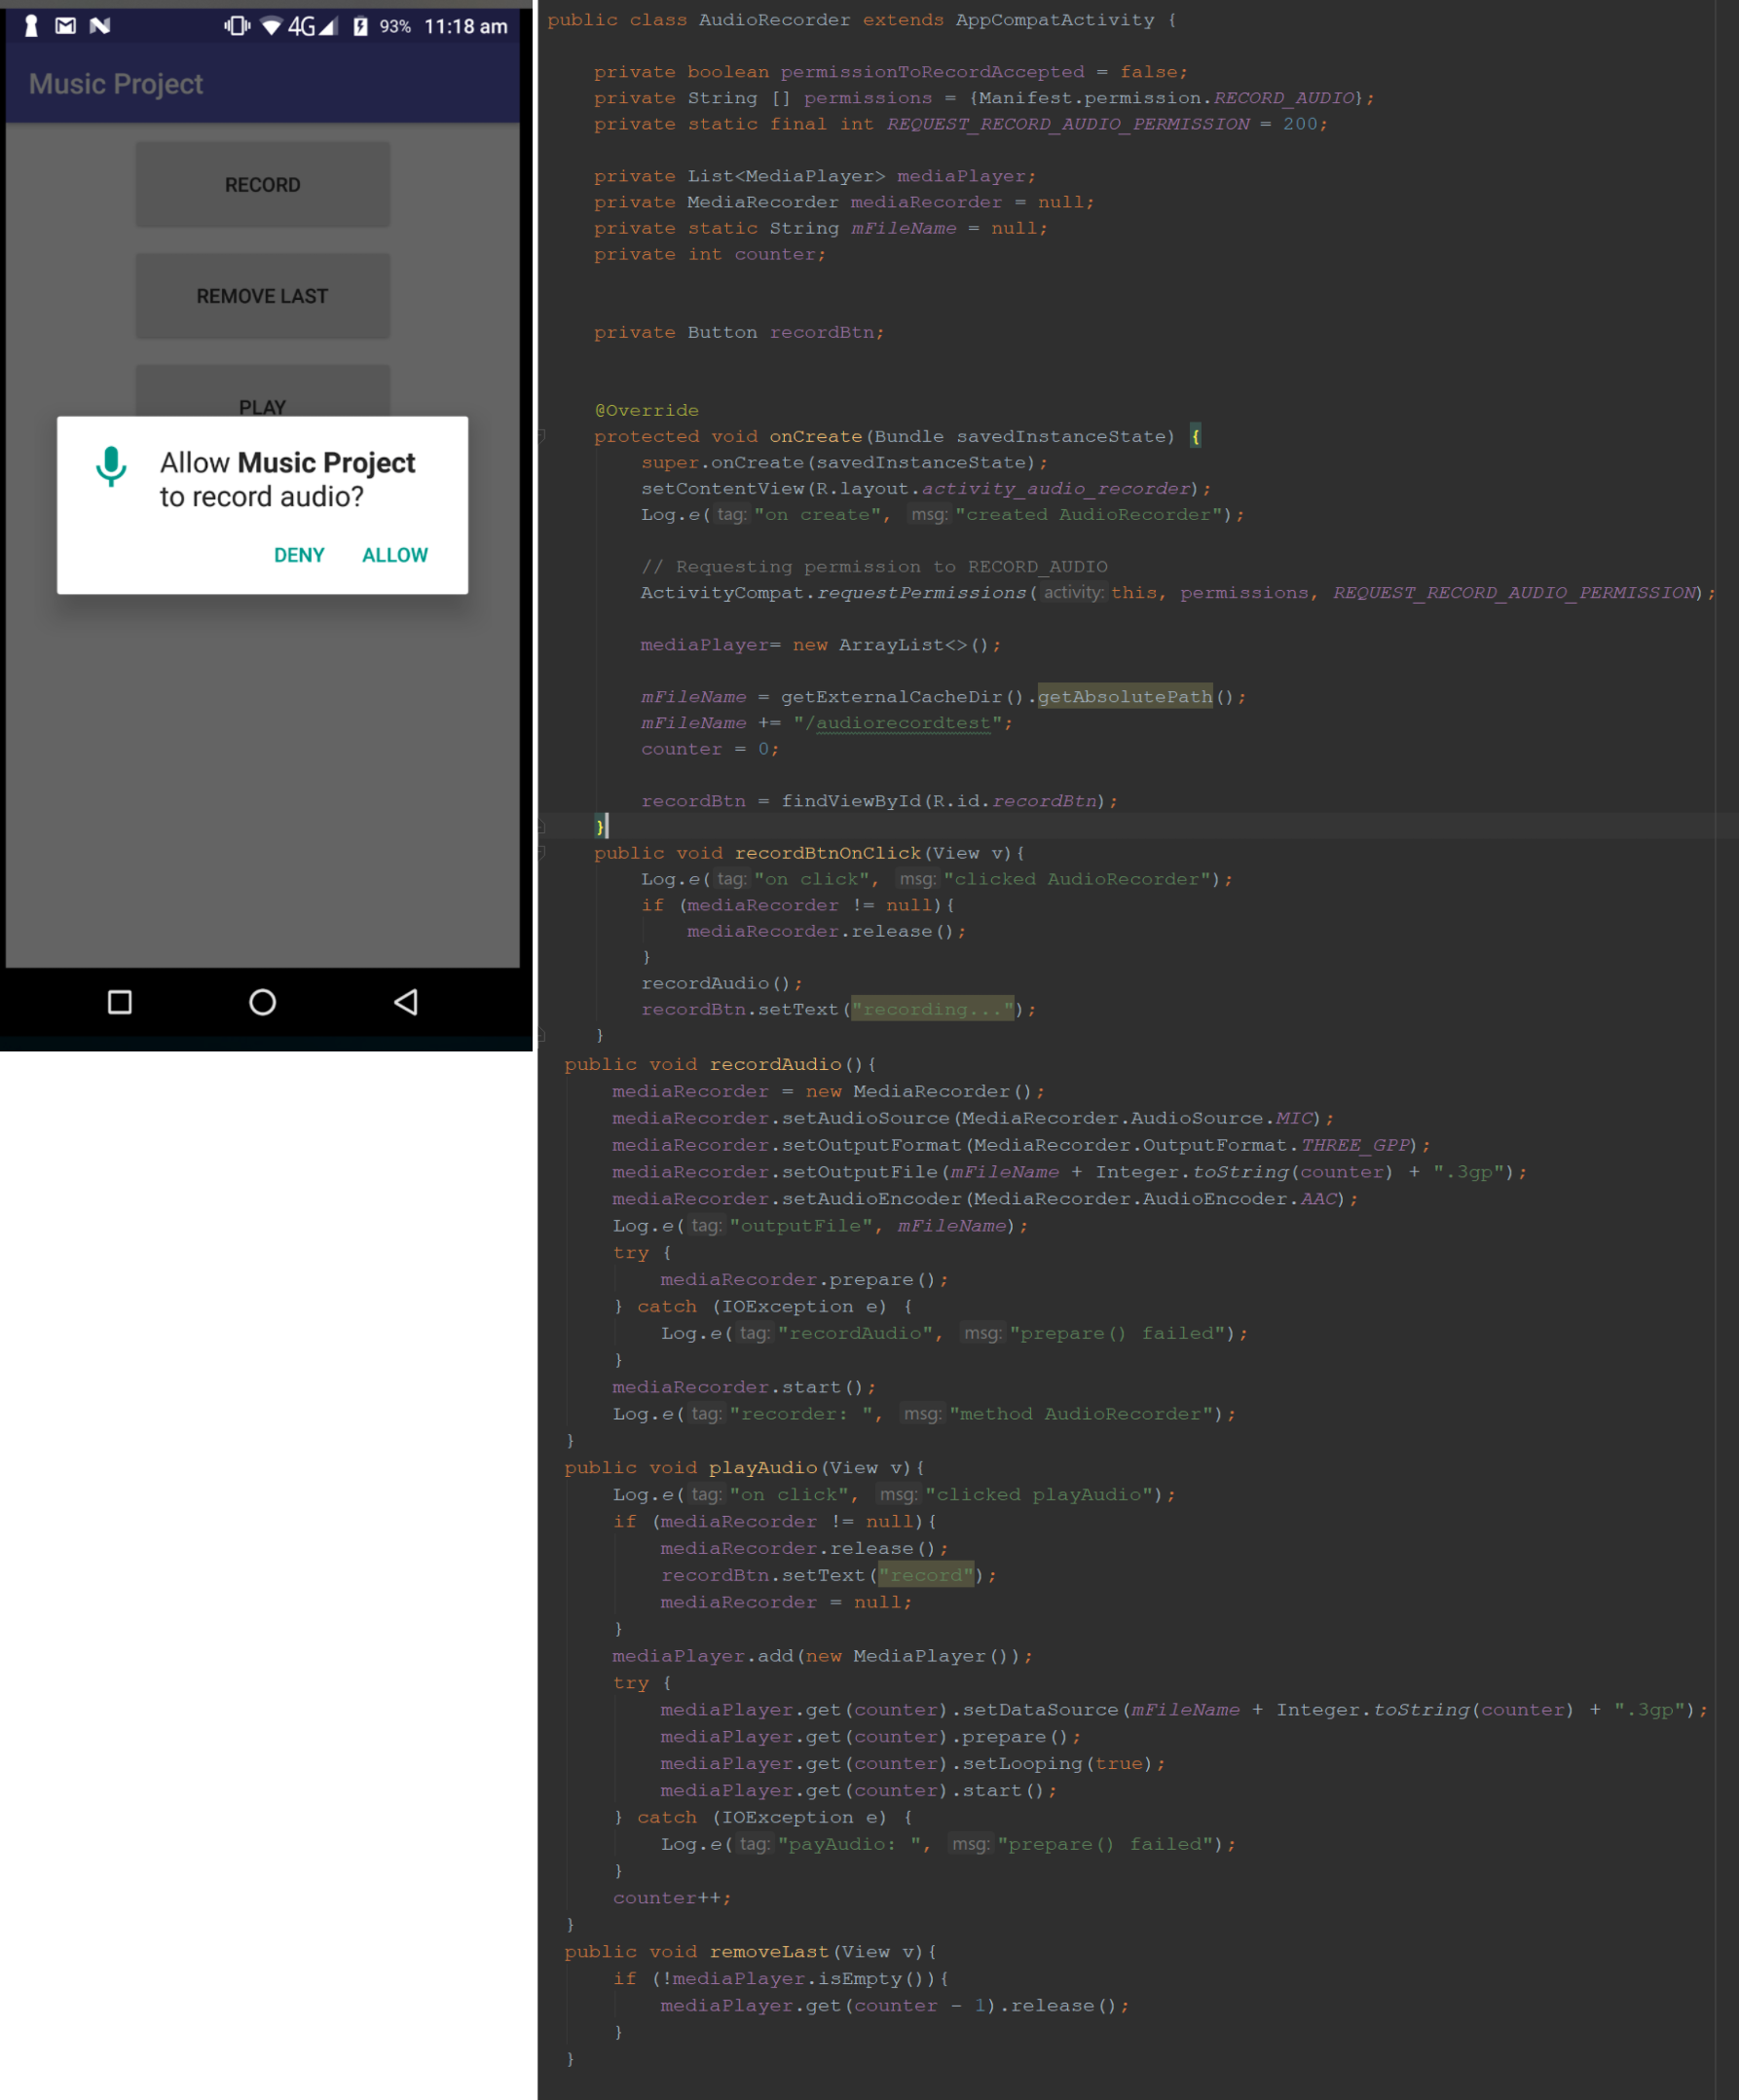 4G 93% 11:18 am
Music Project
RECORD
REMOVE LAST
PLAY
Allow Music Project
to record audio?
DENY ALLOW
public class AudioRecorder extends AppCompatActivity {
private boolean permissionToRecordAccepted = false;
private String [] permissions = {Manifest.permission.RECORD_AUDIO};
private static final int REQUEST_RECORD_AUDIO_PERMISSION = 200;
private List<MediaPlayer> mediaPlayer;
private MediaRecorder mediaRecorder = null;
private static String mFileName = null;
private int counter;
private Button recordBtn;
@Override
protected void onCreate(Bundle savedInstanceState) {
super.onCreate(savedInstanceState);
setContentView(R.layout.activity_audio_recorder);
Log.e( tag: "on create", msg: "created AudioRecorder");
// Requesting permission to RECORD_AUDIO
ActivityCompat.requestPermissions( activity: this, permissions, REQUEST_RECORD_AUDIO_PERMISSION);
mediaPlayer= new ArrayList<>();
mFileName = getExternalCacheDir().getAbsolutePath();
mFileName += "/audiorecordtest";
counter = 0;
recordBtn = findViewById(R.id.recordBtn);
}
public void recordBtnOnClick(View v){
Log.e( tag: "on click", msg: "clicked AudioRecorder");
if (mediaRecorder != null){
mediaRecorder.release();
}
recordAudio();
recordBtn.setText("recording...");
}
public void recordAudio(){
mediaRecorder = new MediaRecorder();
mediaRecorder.setAudioSource(MediaRecorder.AudioSource.MIC);
mediaRecorder.setOutputFormat(MediaRecorder.OutputFormat.THREE_GPP);
mediaRecorder.setOutputFile(mFileName + Integer.toString(counter) + ".3gp");
mediaRecorder.setAudioEncoder(MediaRecorder.AudioEncoder.AAC);
Log.e( tag: "outputFile", mFileName);
try {
mediaRecorder.prepare();
} catch (IOException e) {
Log.e( tag: "recordAudio", msg: "prepare() failed");
}
mediaRecorder.start();
Log.e( tag: "recorder: ", msg: "method AudioRecorder");
}
public void playAudio(View v){
Log.e( tag: "on click", msg: "clicked playAudio");
if (mediaRecorder != null){
mediaRecorder.release();
recordBtn.setText("record");
mediaRecorder = null;
}
mediaPlayer.add(new MediaPlayer());
try {
mediaPlayer.get(counter).setDataSource(mFileName + Integer.toString(counter) + ".3gp");
mediaPlayer.get(counter).prepare();
mediaPlayer.get(counter).setLooping(true);
mediaPlayer.get(counter).start();
} catch (IOException e) {
Log.e( tag: "payAudio: ", msg: "prepare() failed");
}
counter++;
}
public void removeLast(View v){
if (!mediaPlayer.isEmpty()){
mediaPlayer.get(counter - 1).release();
}
}